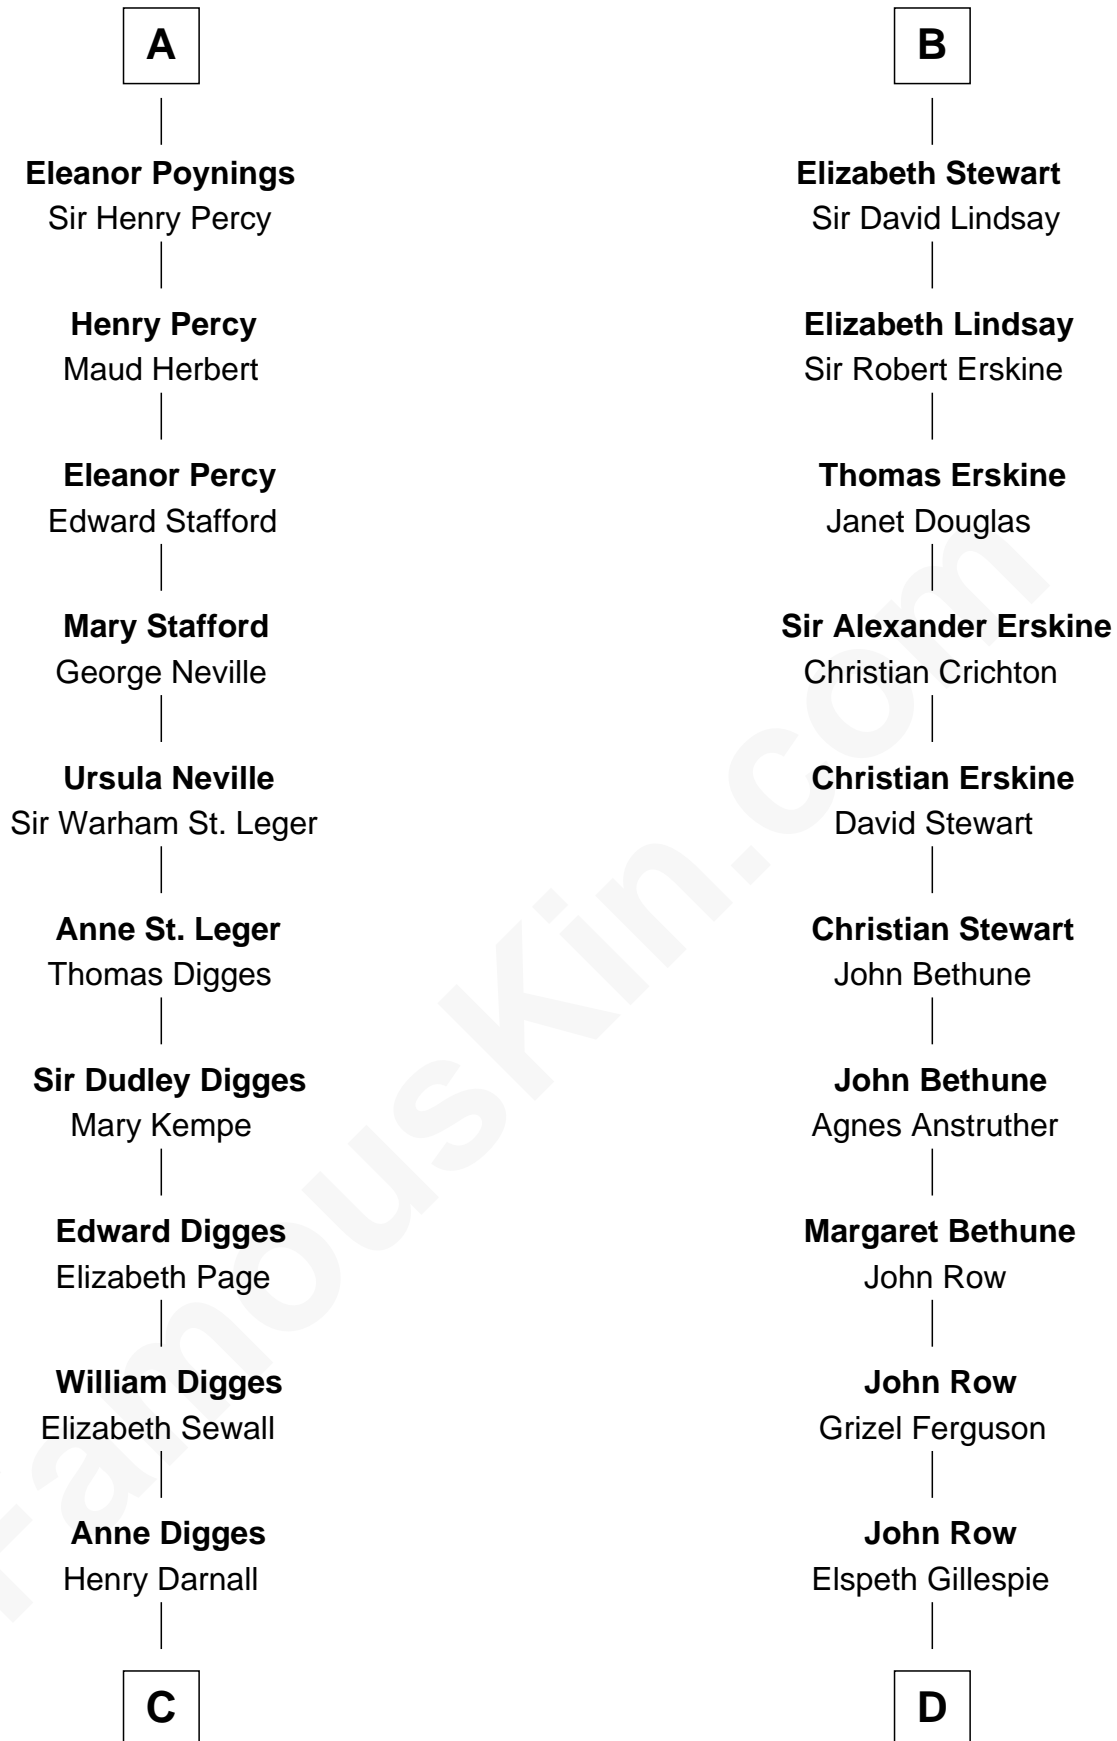 A
Eleanor Poynings
Sir Henry Percy
Henry Percy
Maud Herbert
Eleanor Percy
Edward Stafford
Mary Stafford
George Neville
Ursula Neville
Sir Warham St. Leger
Anne St. Leger
Thomas Digges
Sir Dudley Digges
Mary Kempe
Edward Digges
Elizabeth Page
William Digges
Elizabeth Sewall
Anne Digges
Henry Darnall
C
B
Elizabeth Stewart
Sir David Lindsay
Elizabeth Lindsay
Sir Robert Erskine
Thomas Erskine
Janet Douglas
Sir Alexander Erskine
Christian Crichton
Christian Erskine
David Stewart
Christian Stewart
John Bethune
John Bethune
Agnes Anstruther
Margaret Bethune
John Row
John Row
Grizel Ferguson
John Row
Elspeth Gillespie
D
FamousKin.com